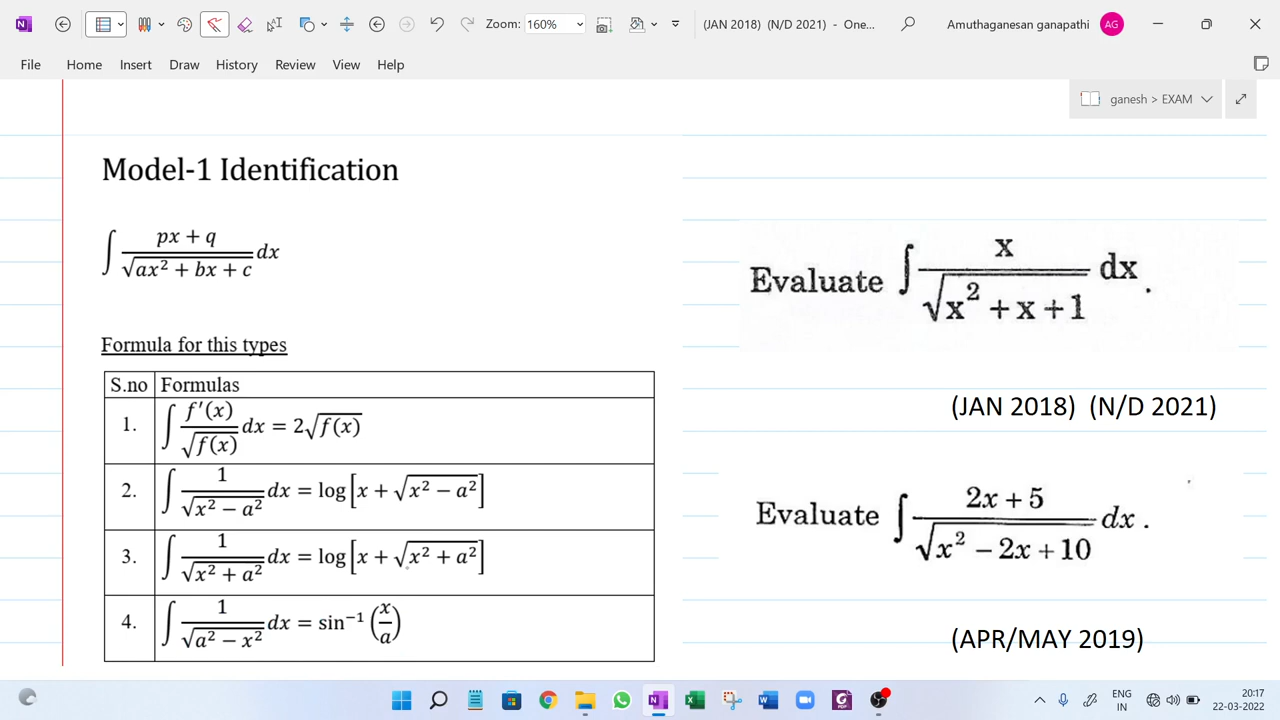 Zoom: 160%
(JAN 2018) (N/D 2021) - One...
Amuthaganesan ganapathi
AG
File Home Insert Draw History Review View Help
ganesh > EXAM
Model-1 Identification
∫ (px + q)/√(ax² + bx + c) dx
Formula for this types
S.no Formulas
1. ∫ f′(x)/√f(x) dx = 2√f(x)
2. ∫ 1/√(x² − a²) dx = log[x + √(x² − a²)]
3. ∫ 1/√(x² + a²) dx = log[x + √(x² + a²)]
4. ∫ 1/√(a² − x²) dx = sin⁻¹(x/a)
Evaluate ∫ x/√(x² + x + 1) dx .
(JAN 2018) (N/D 2021)
Evaluate ∫ (2x + 5)/√(x² − 2x + 10) dx .
(APR/MAY 2019)
ENG
IN
20:17
22-03-2022